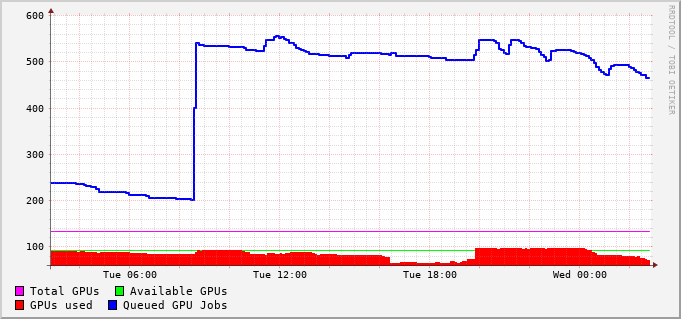 600
500
400
300
200
100
Tue 06:00 Tue 12:00 Tue 18:00 Wed 00:00
Total GPUs Available GPUs
GPUs used Queued GPU Jobs
RRDTOOL / TOBI OETIKER